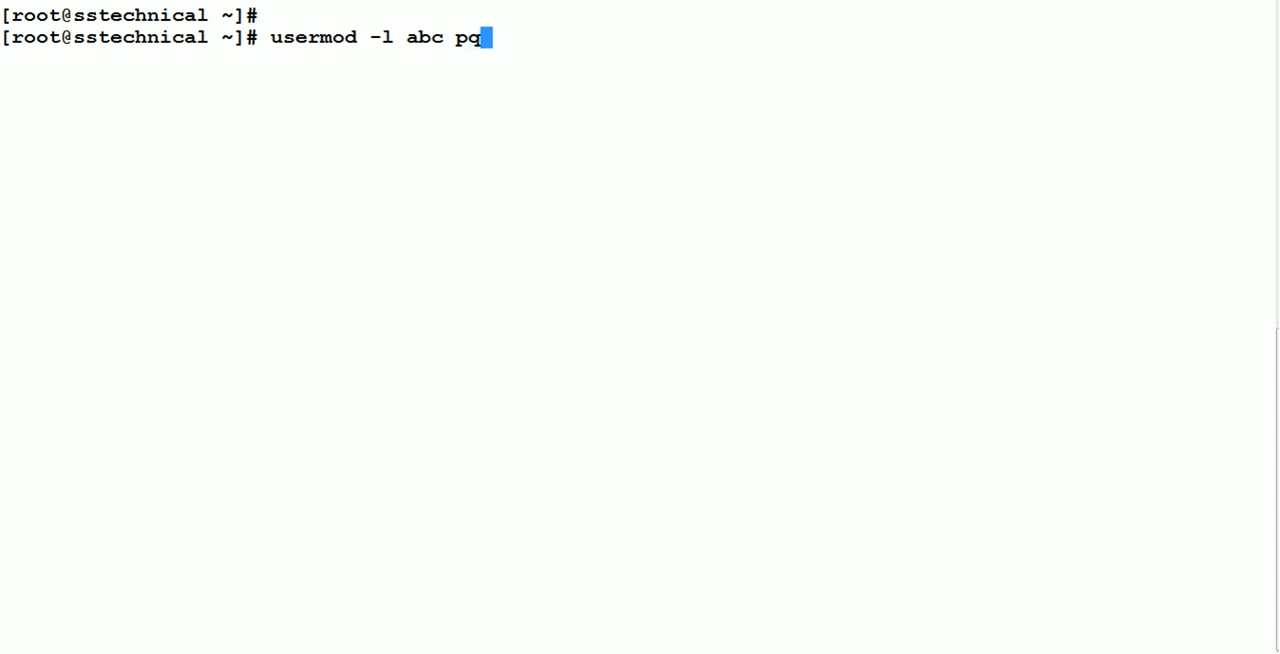 [root@sstechnical ~]#
[root@sstechnical ~]# usermod -l abc pq